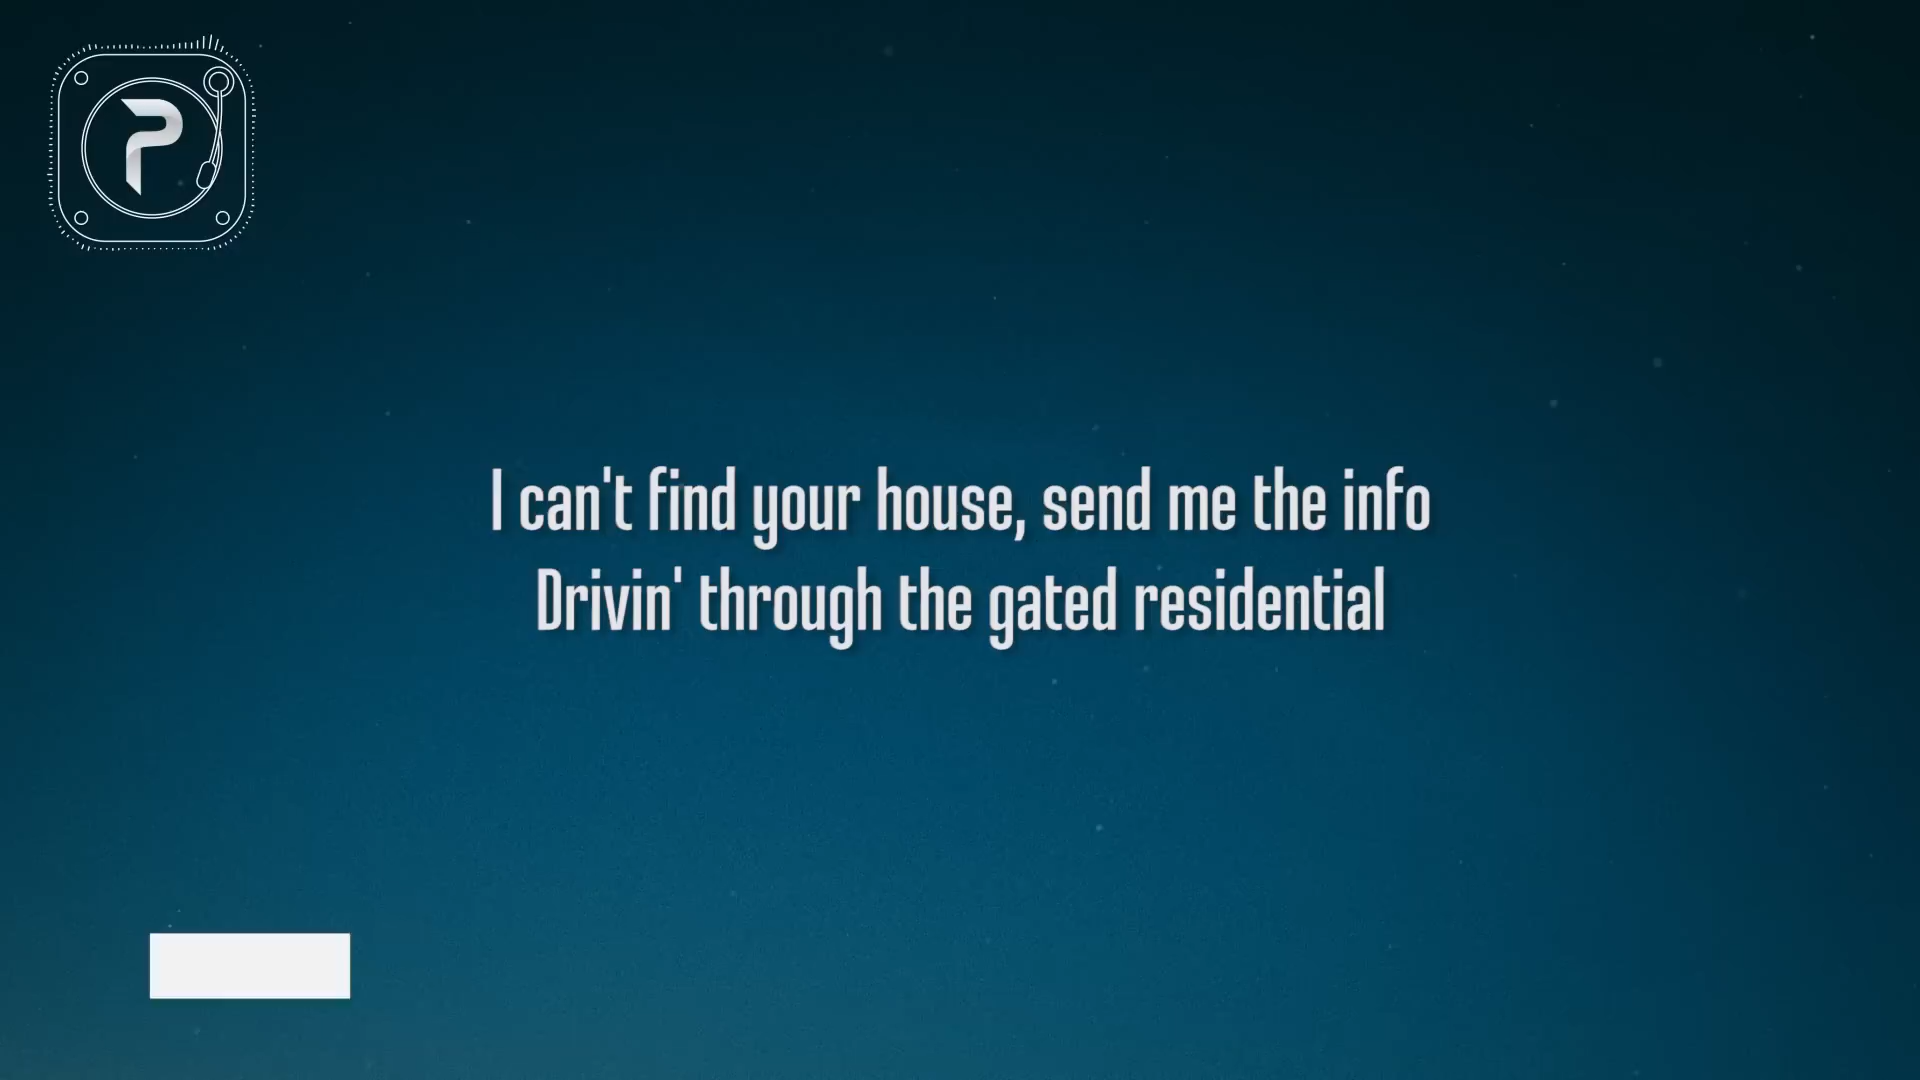 P
I can't find your house, send me the info
Drivin' through the gated residential